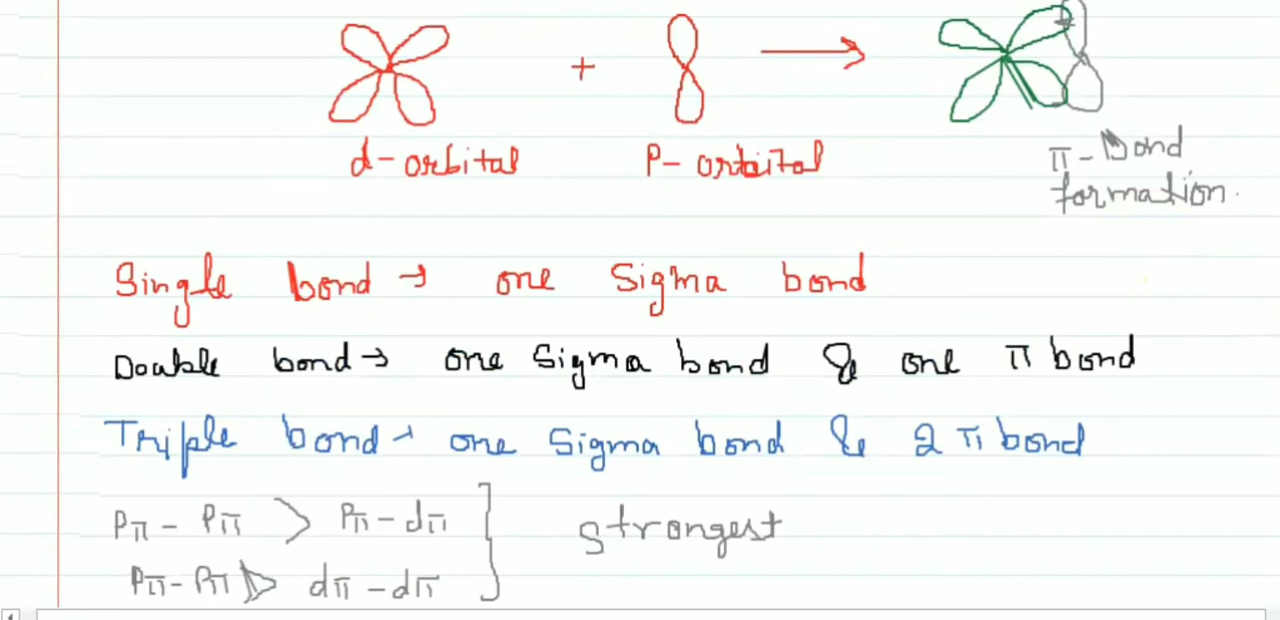 +
d-orbital P-orbital
π-Bond
formation.
Single bond → one Sigma bond
Double bond → one Sigma bond & one π bond
Triple bond → one Sigma bond & 2 π bond
Pπ - Pπ > Pπ - dπ
Pπ - Pπ > dπ - dπ
Strongest